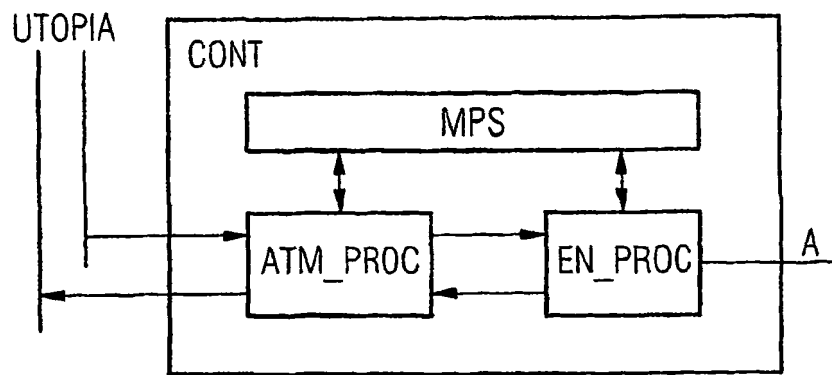 UTOPIA
CONT
MPS
ATM_PROC
EN_PROC
A